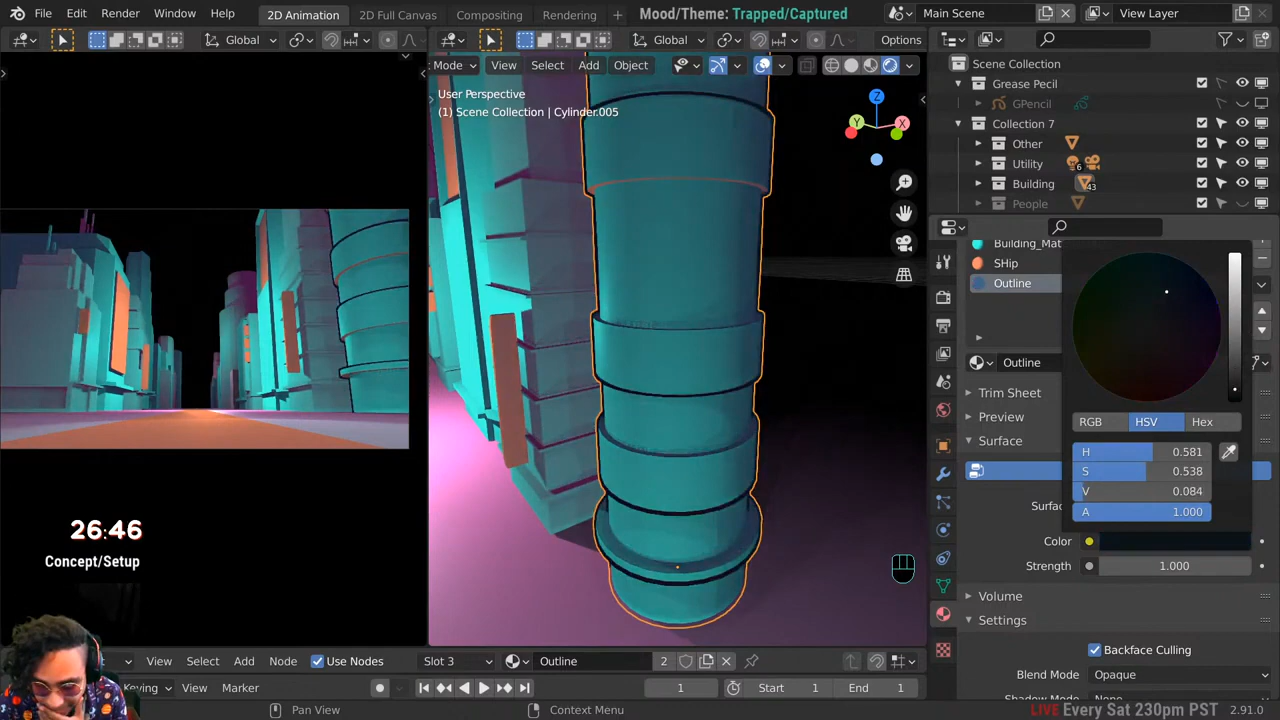 File Edit Render Window Help 2D Animation 2D Full Canvas Compositing Rendering + Mood/Theme: Trapped/Captured Main Scene View Layer
Global Global Options
Mode View Select Add Object
User Perspective
(1) Scene Collection | Cylinder.005
Z
Y X
Scene Collection
Grease Pecil
GPencil
Collection 7
Other
Utility 6
Building 43
People
Building_Mat
SHip
Outline
Outline
Trim Sheet
Preview
Surface
RGB HSV Hex
H 0.581
S 0.538
V 0.084
A 1.000
Surfac
Color
Strength 1.000
Volume
Settings
Backface Culling
Blend Mode Opaque
26:46
Concept/Setup
View Select Add Node Use Nodes Slot 3 Outline 2
Keying View Marker 1 Start 1 End 1
Pan View Context Menu LIVE Every Sat 230pm PST 2.91.0